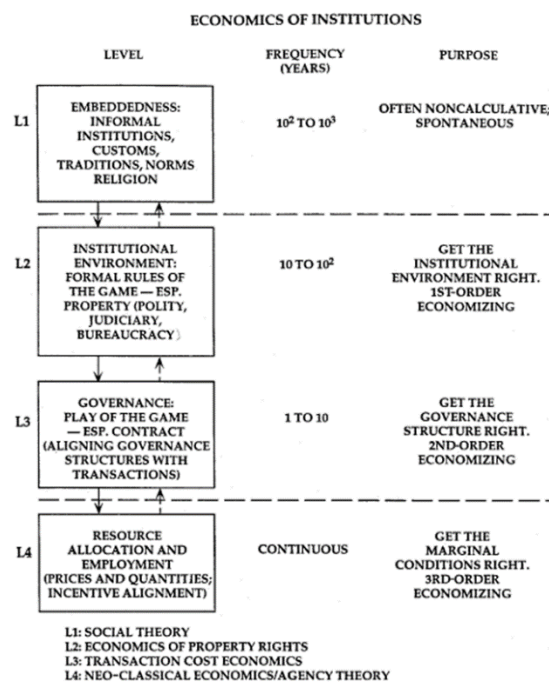 ECONOMICS OF INSTITUTIONS
LEVEL
FREQUENCY
(YEARS)
PURPOSE
L1
EMBEDDEDNESS:
INFORMAL
INSTITUTIONS,
CUSTOMS,
TRADITIONS, NORMS
RELIGION
10² TO 10³
OFTEN NONCALCULATIVE;
SPONTANEOUS
L2
INSTITUTIONAL
ENVIRONMENT:
FORMAL RULES OF
THE GAME — ESP.
PROPERTY (POLITY,
JUDICIARY,
BUREAUCRACY)
10 TO 10²
GET THE
INSTITUTIONAL
ENVIRONMENT RIGHT.
1ST-ORDER
ECONOMIZING
L3
GOVERNANCE:
PLAY OF THE GAME
— ESP. CONTRACT
(ALIGNING GOVERNANCE
STRUCTURES WITH
TRANSACTIONS)
1 TO 10
GET THE
GOVERNANCE
STRUCTURE RIGHT.
2ND-ORDER
ECONOMIZING
L4
RESOURCE
ALLOCATION AND
EMPLOYMENT
(PRICES AND QUANTITIES;
INCENTIVE ALIGNMENT)
CONTINUOUS
GET THE
MARGINAL
CONDITIONS RIGHT.
3RD-ORDER
ECONOMIZING
L1: SOCIAL THEORY
L2: ECONOMICS OF PROPERTY RIGHTS
L3: TRANSACTION COST ECONOMICS
L4: NEO-CLASSICAL ECONOMICS/AGENCY THEORY